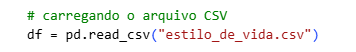 # carregando o arquivo CSV
df = pd.read_csv("estilo_de_vida.csv")